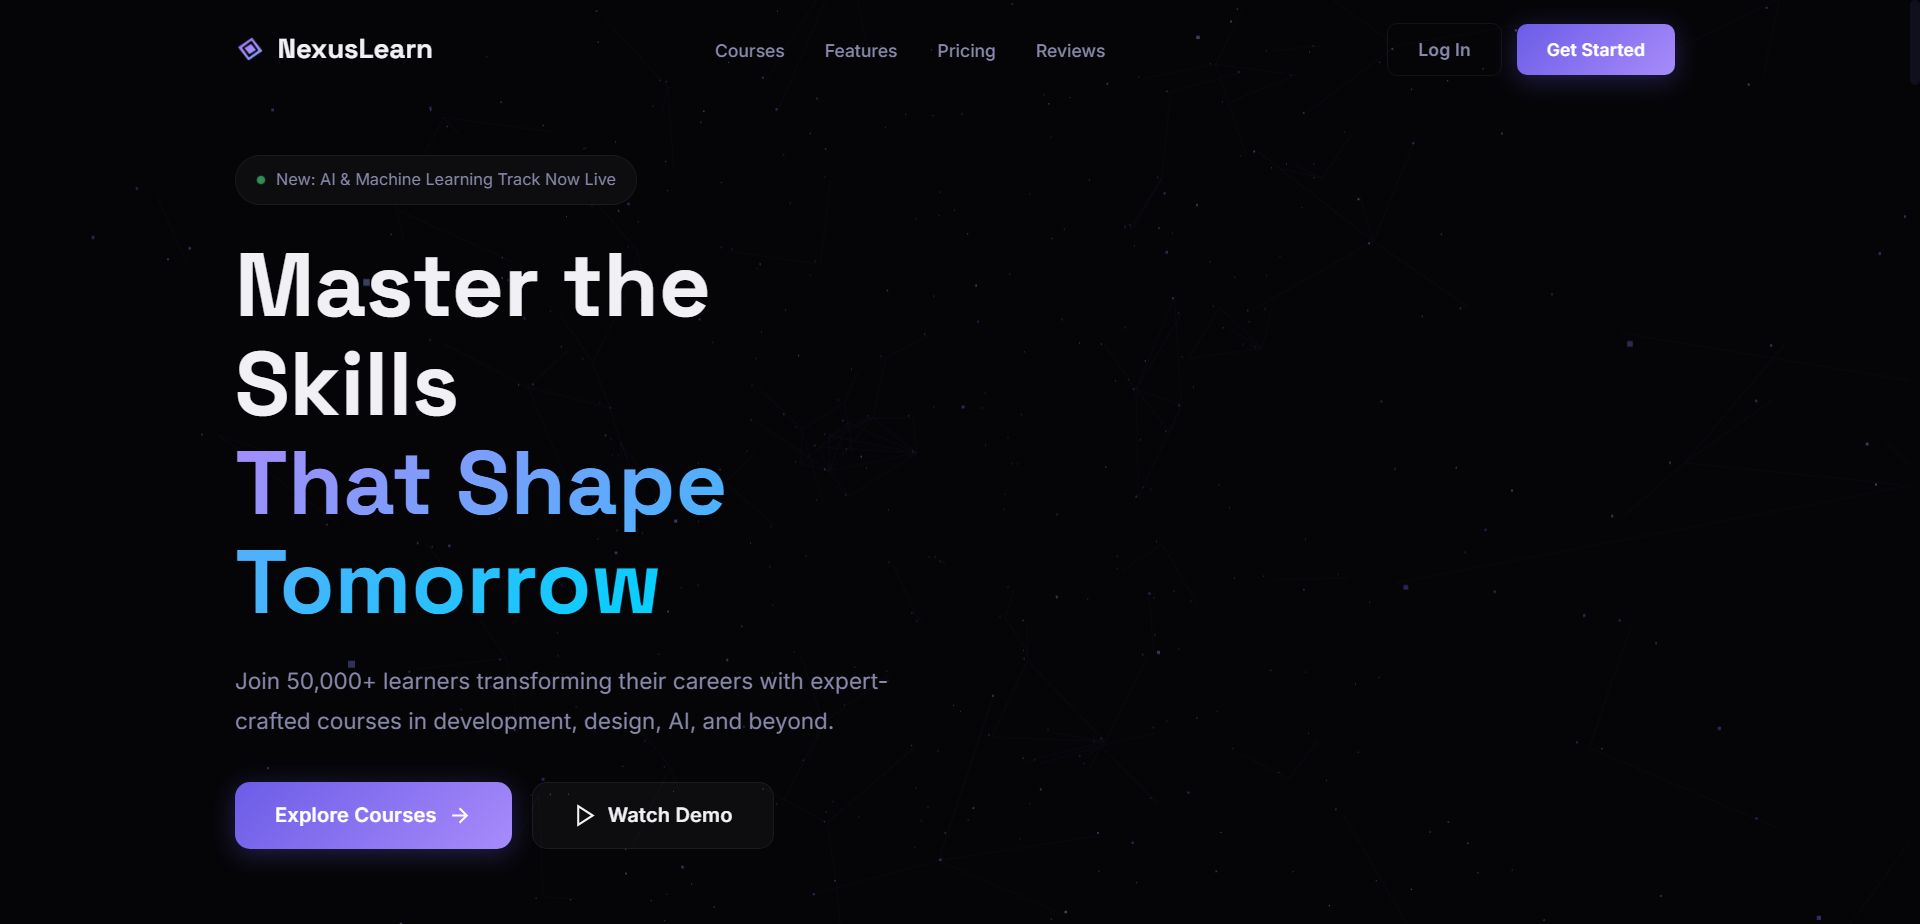 NexusLearn
Courses
Features
Pricing
Reviews
Log In
Get Started
New: AI & Machine Learning Track Now Live
Master the
Skills
That Shape
Tomorrow
Join 50,000+ learners transforming their careers with expert-
crafted courses in development, design, AI, and beyond.
Explore Courses →
Watch Demo